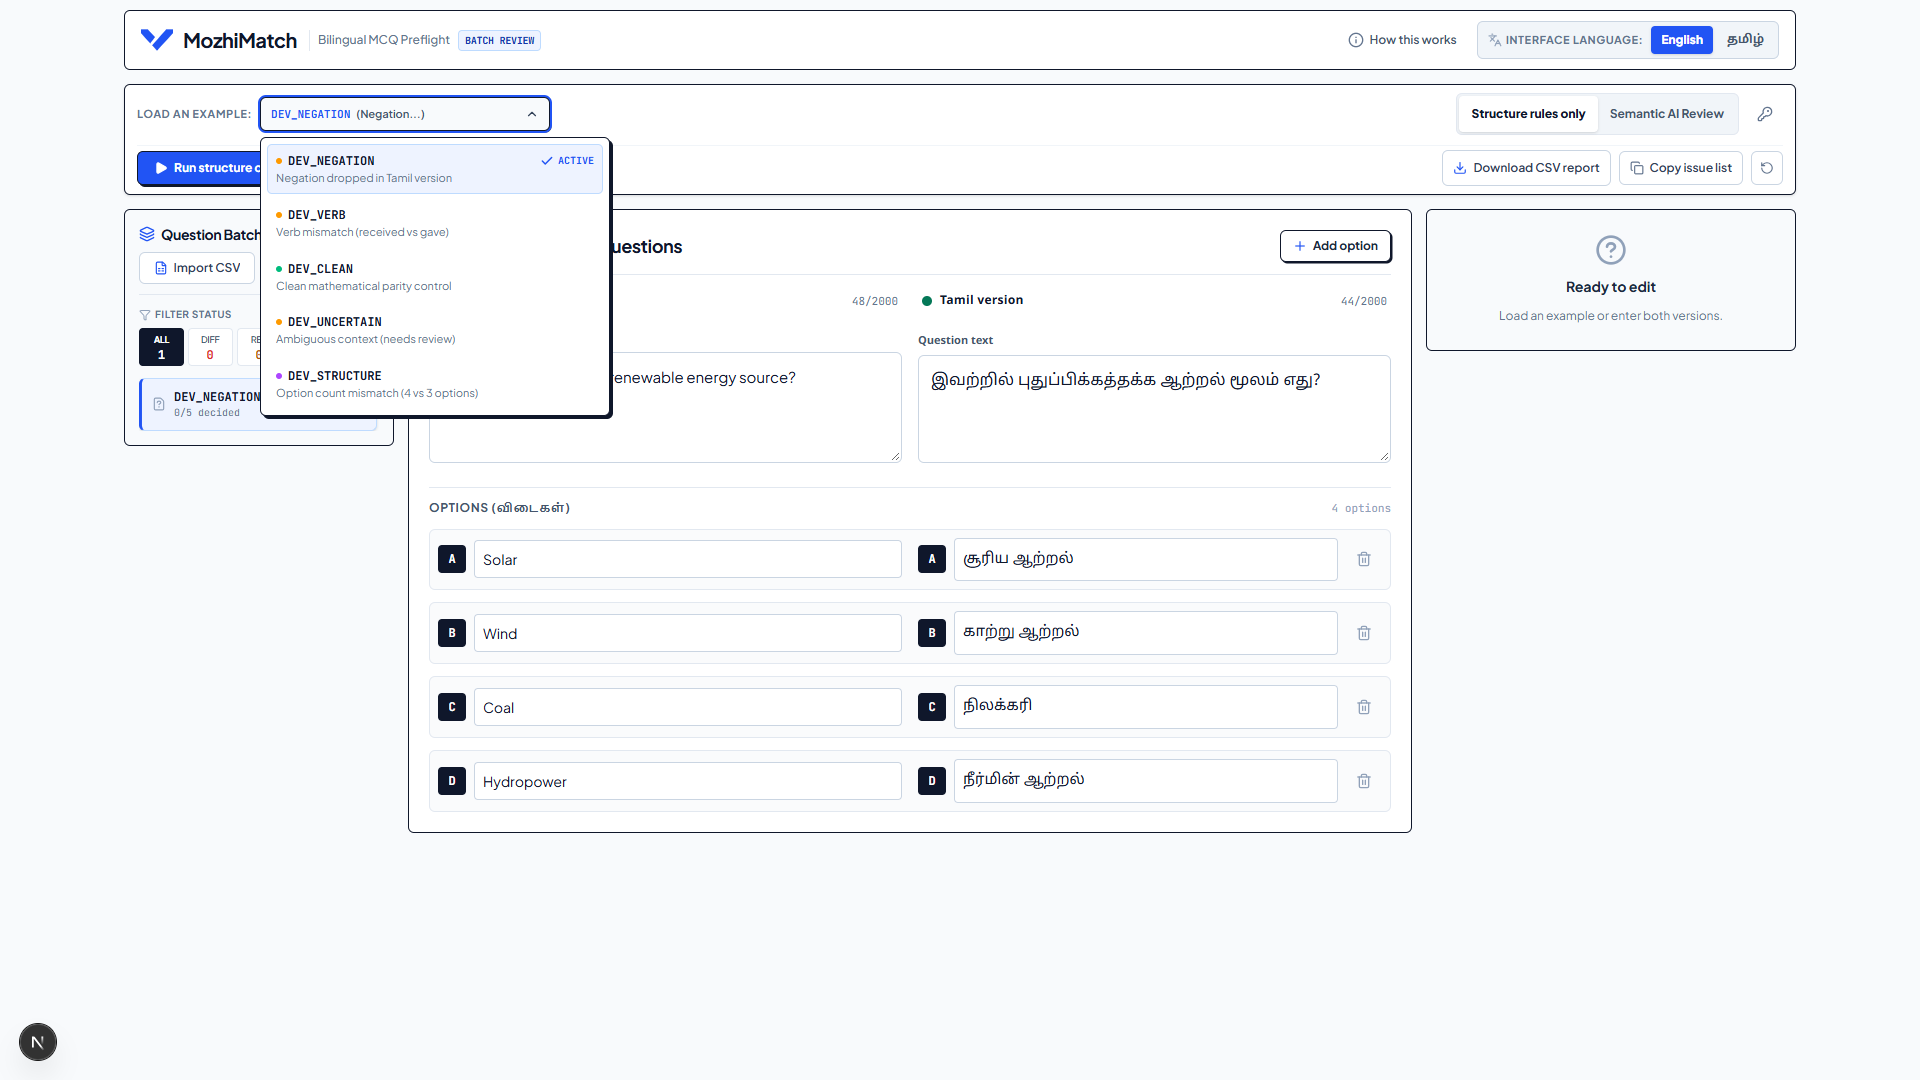 MozhiMatch
Bilingual MCQ Preflight
BATCH REVIEW
How this works
INTERFACE LANGUAGE:
English
தமிழ்
LOAD AN EXAMPLE:
DEV_NEGATION (Negation...)
Structure rules only
Semantic AI Review
Run structure
Download CSV report
Copy issue list
DEV_NEGATION
ACTIVE
Negation dropped in Tamil version
DEV_VERB
Verb mismatch (received vs gave)
DEV_CLEAN
Clean mathematical parity control
DEV_UNCERTAIN
Ambiguous context (needs review)
DEV_STRUCTURE
Option count mismatch (4 vs 3 options)
Question Batch
Import CSV
FILTER STATUS
ALL
1
DIFF
0
DEV_NEGATION
0/5 decided
uestions
Add option
48/2000
Tamil version
44/2000
Question text
renewable energy source?
இவற்றில் புதுப்பிக்கத்தக்க ஆற்றல் மூலம் எது?
OPTIONS (விடைகள்)
4 options
A Solar
A சூரிய ஆற்றல்
B Wind
B காற்று ஆற்றல்
C Coal
C நிலக்கரி
D Hydropower
D நீர்மின் ஆற்றல்
Ready to edit
Load an example or enter both versions.
N